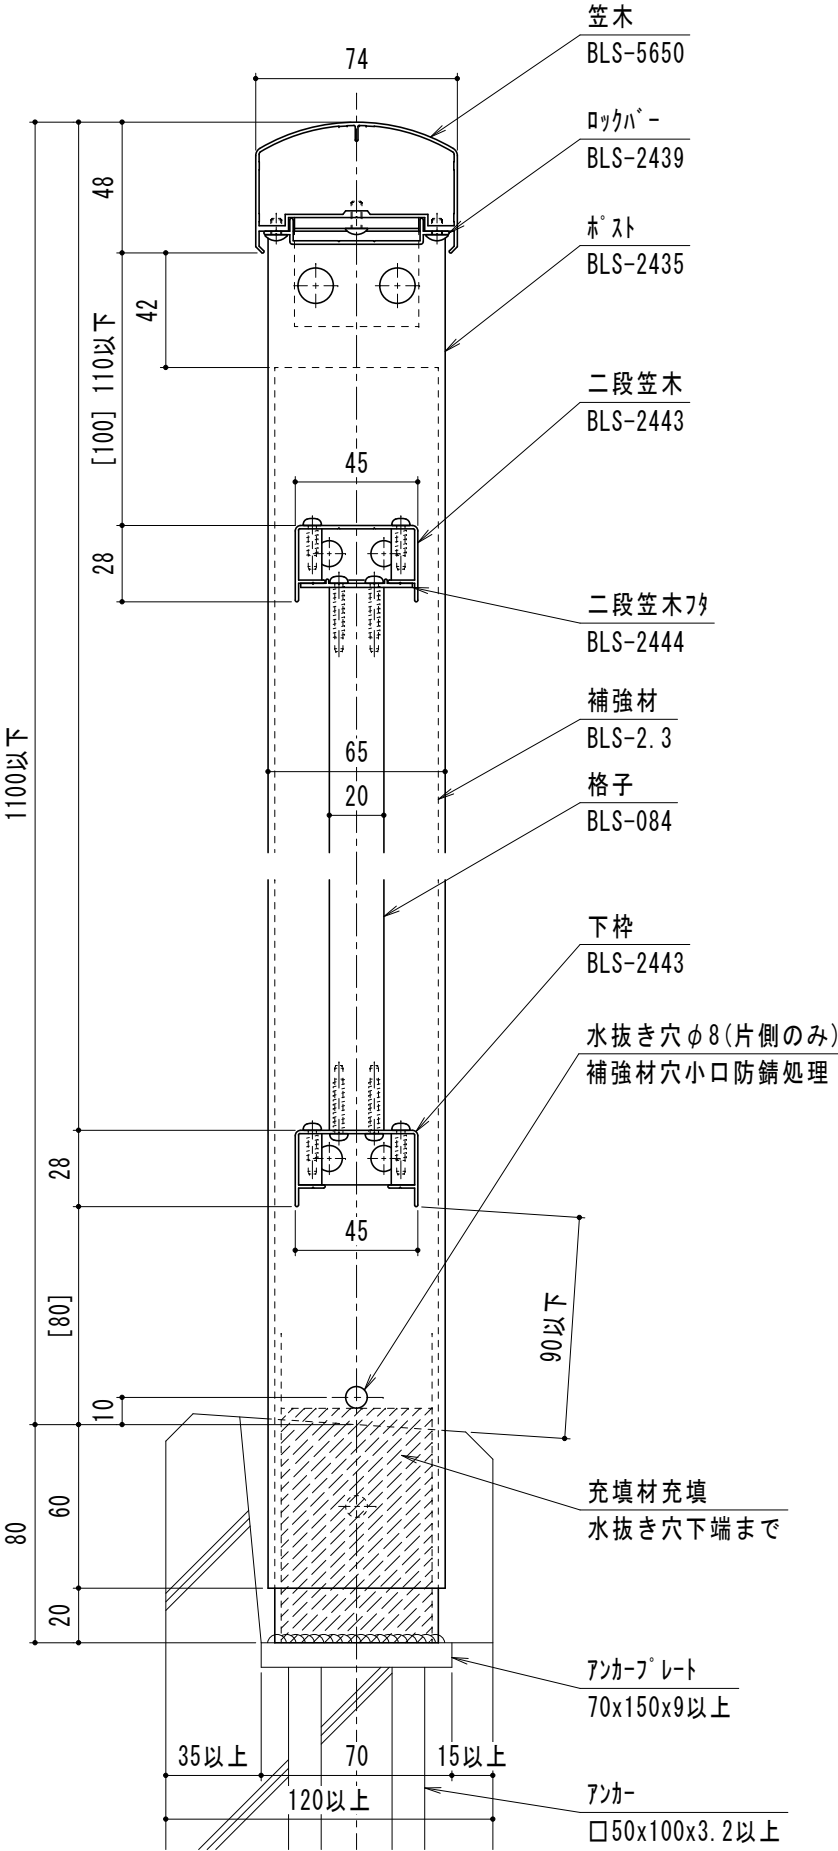 笠木
BLS-5650
74
ﾛｯｸﾊﾞｰ
BLS-2439
48
ﾎﾟｽﾄ
BLS-2435
42
[100] 110以下
二段笠木
BLS-2443
45
28
二段笠木ﾌﾀ
BLS-2444
補強材
BLS-2.3
65
1100以下
格子
BLS-084
20
下枠
BLS-2443
水抜き穴φ8(片側のみ)
補強材穴小口防錆処理
28
45
[80]
90以下
10
充填材充填
水抜き穴下端まで
60
80
20
ｱﾝｶｰﾌﾟﾚｰﾄ
70x150x9以上
35以上
70
15以上
120以上
ｱﾝｶｰ
□50x100x3.2以上